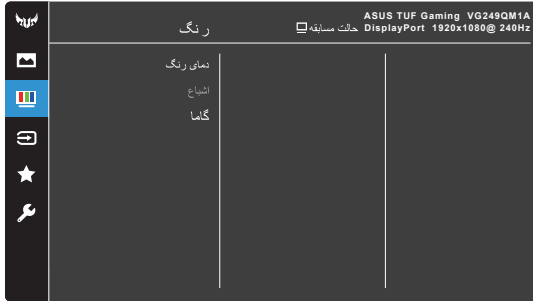 ASUS TUF Gaming VG249QM1A
حالت مسابقه DisplayPort 1920x1080@ 240Hz
رنگ
دمای رنگ
اشباع
گاما